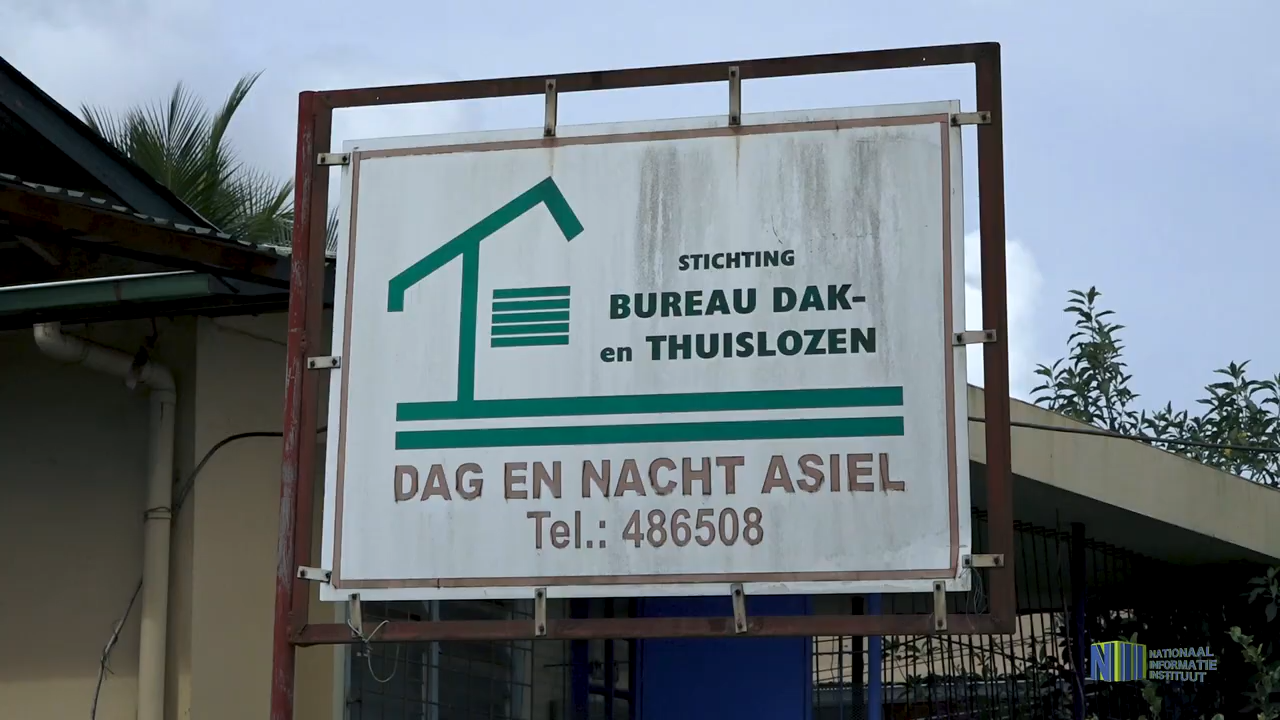 STICHTING
BUREAU DAK-
en THUISLOZEN
DAG EN NACHT ASIEL
Tel.: 486508
NATIONAAL
INFORMATIE
INSTITUUT